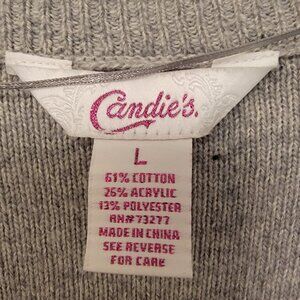 Candie's.
L
61% COTTON
26% ACRYLIC
13% POLYESTER
RN#73277
MADE IN CHINA
SEE REVERSE
FOR CARE